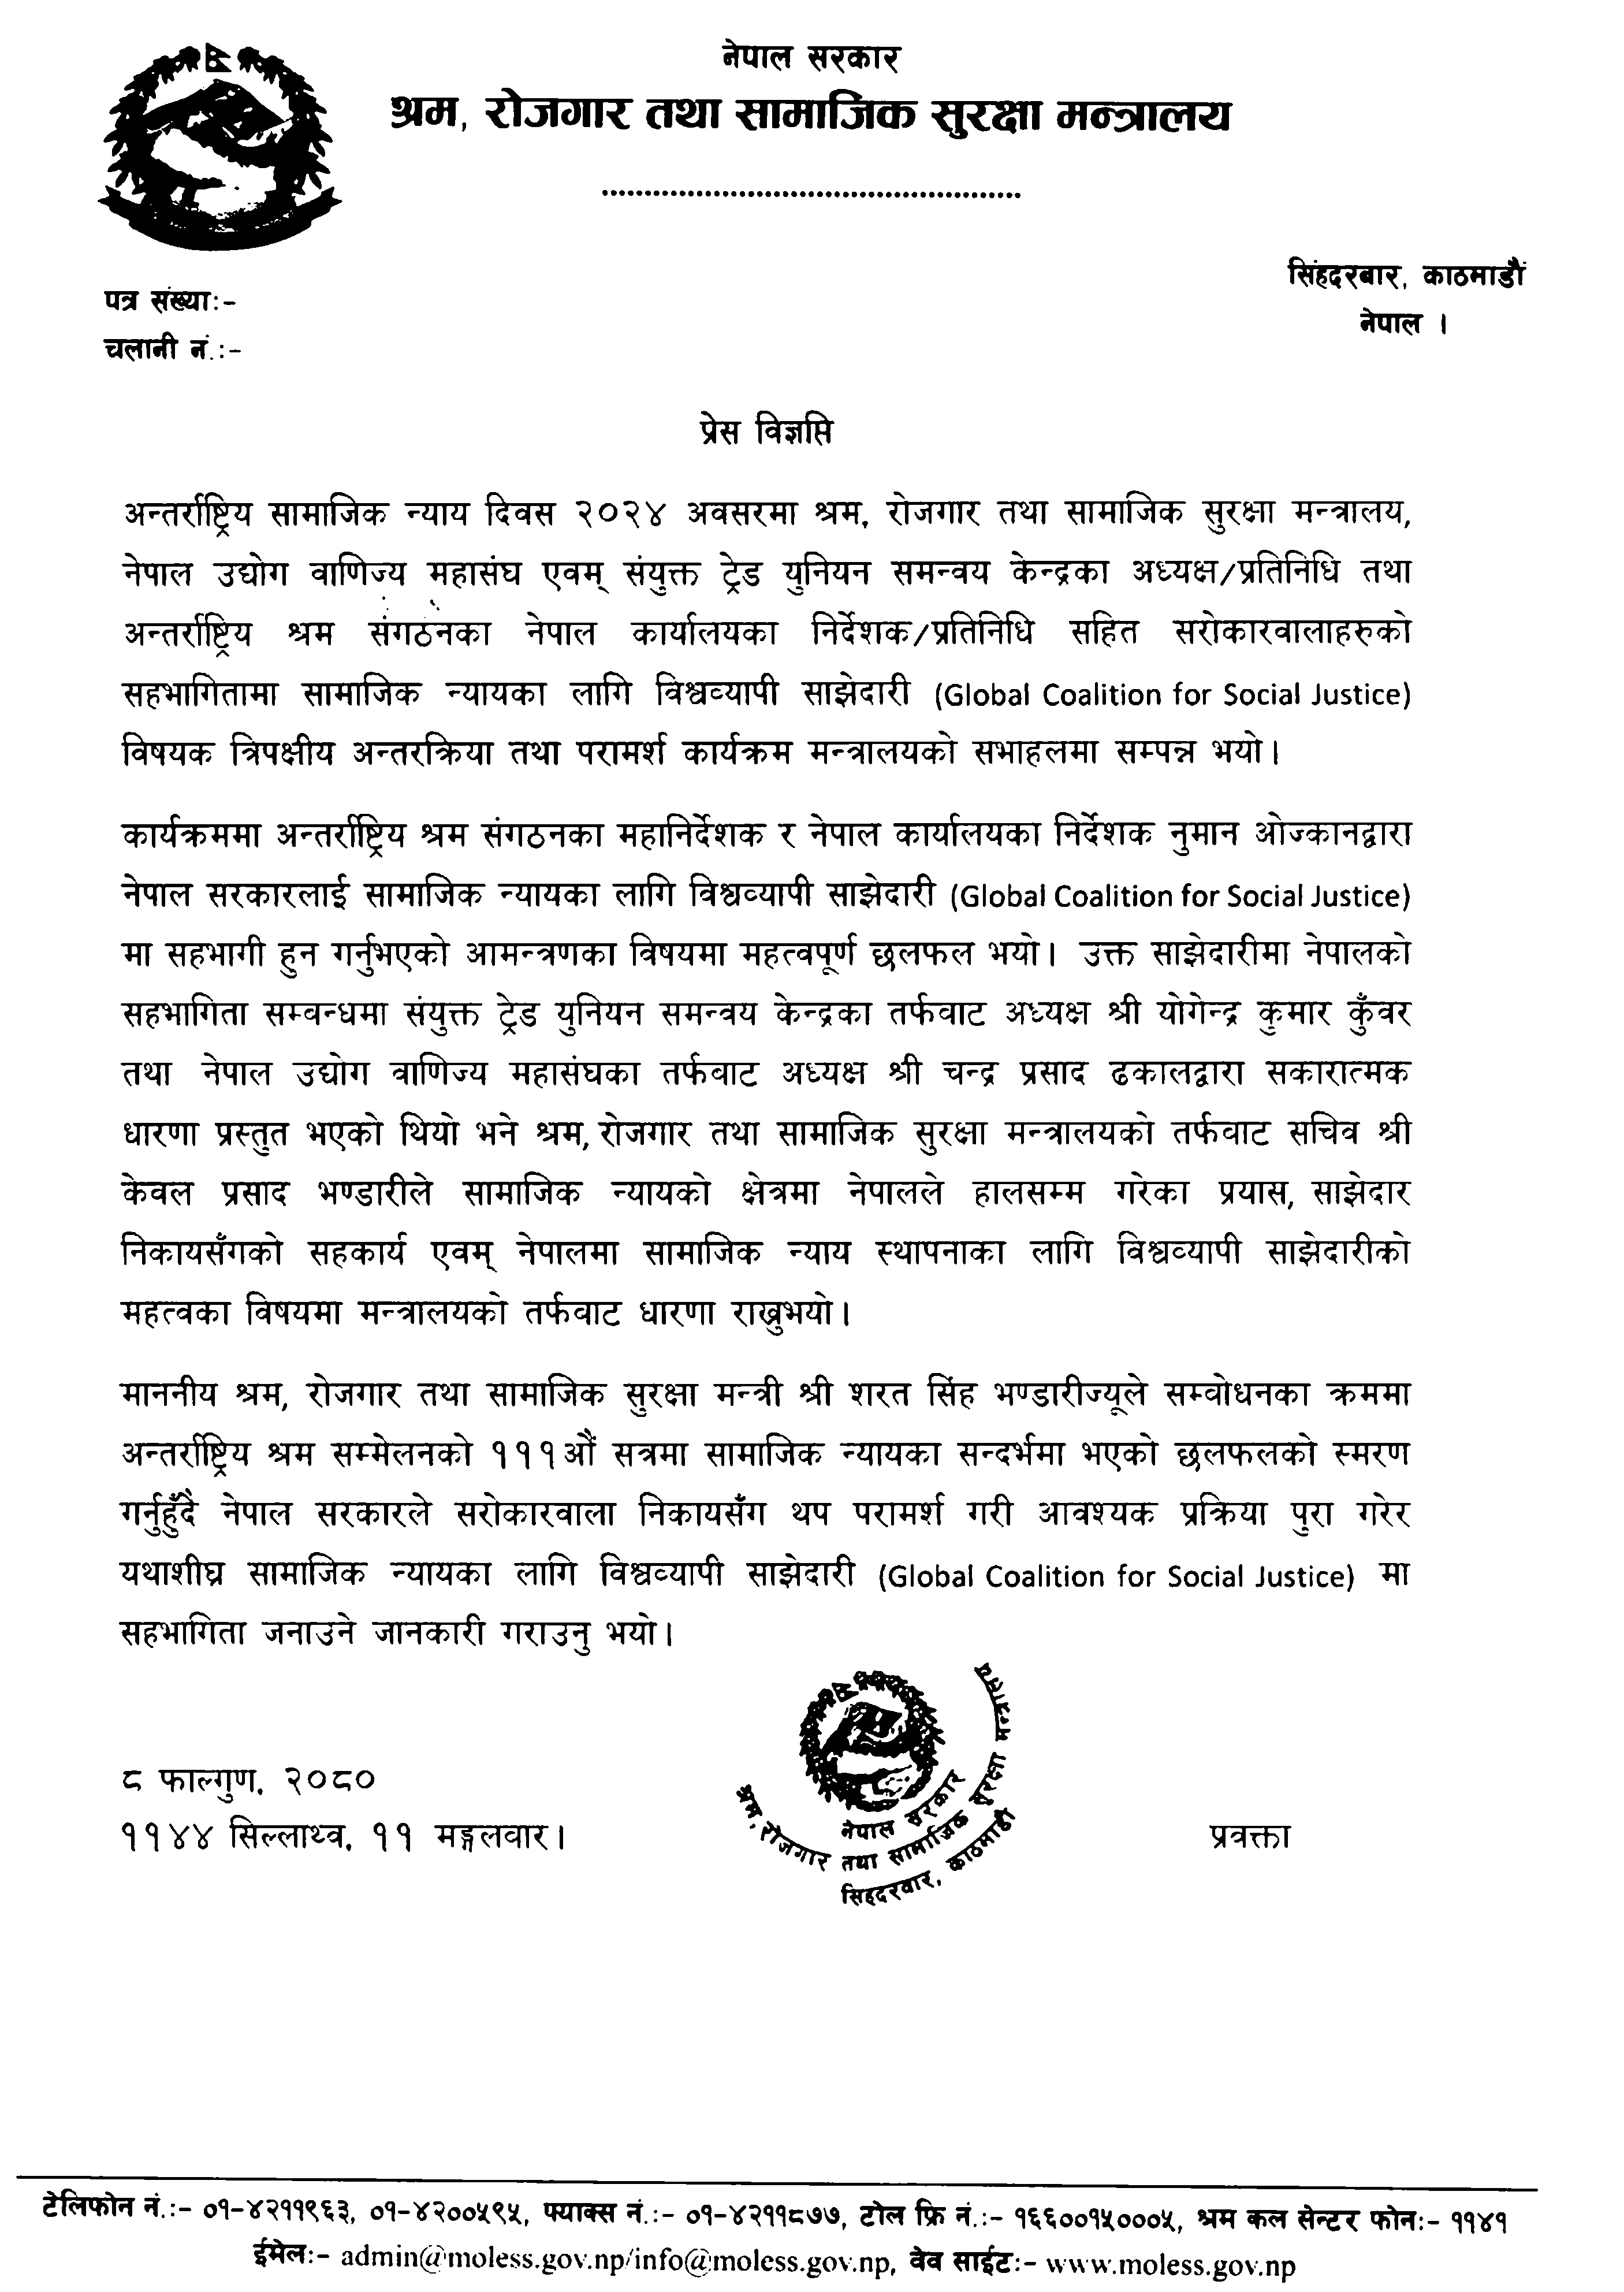 नेपाल सरकार
श्रम, रोजगार तथा सामाजिक सुरक्षा मन्त्रालय
सिंहदरबार, काठमाडौं
नेपाल ।
पत्र संख्या:-
चलानी नं.:-
प्रेस विज्ञप्ति
अन्तर्राष्ट्रिय सामाजिक न्याय दिवस २०२४ अवसरमा श्रम, रोजगार तथा सामाजिक सुरक्षा मन्त्रालय,
नेपाल उद्योग वाणिज्य महासंघ एवम् संयुक्त ट्रेड युनियन समन्वय केन्द्रका अध्यक्ष/प्रतिनिधि तथा
अन्तर्राष्ट्रिय श्रम संगठनका नेपाल कार्यालयका निर्देशक/प्रतिनिधि सहित सरोकारवालाहरुको
सहभागितामा सामाजिक न्यायका लागि विश्वव्यापी साझेदारी (Global Coalition for Social Justice)
विषयक त्रिपक्षीय अन्तरक्रिया तथा परामर्श कार्यक्रम मन्त्रालयको सभाहलमा सम्पन्न भयो।
कार्यक्रममा अन्तर्राष्ट्रिय श्रम संगठनका महानिर्देशक र नेपाल कार्यालयका निर्देशक नुमान ओज्कानद्वारा
नेपाल सरकारलाई सामाजिक न्यायका लागि विश्वव्यापी साझेदारी (Global Coalition for Social Justice)
मा सहभागी हुन गर्नुभएको आमन्त्रणका विषयमा महत्वपूर्ण छलफल भयो। उक्त साझेदारीमा नेपालको
सहभागिता सम्बन्धमा संयुक्त ट्रेड युनियन समन्वय केन्द्रका तर्फबाट अध्यक्ष श्री योगेन्द्र कुमार कुँवर
तथा नेपाल उद्योग वाणिज्य महासंघका तर्फबाट अध्यक्ष श्री चन्द्र प्रसाद ढकालद्वारा सकारात्मक
धारणा प्रस्तुत भएको थियो भने श्रम, रोजगार तथा सामाजिक सुरक्षा मन्त्रालयको तर्फबाट सचिव श्री
केवल प्रसाद भण्डारीले सामाजिक न्यायको क्षेत्रमा नेपालले हालसम्म गरेका प्रयास, साझेदार
निकायसँगको सहकार्य एवम् नेपालमा सामाजिक न्याय स्थापनाका लागि विश्वव्यापी साझेदारीको
महत्वका विषयमा मन्त्रालयको तर्फबाट धारणा राख्नुभयो।
माननीय श्रम, रोजगार तथा सामाजिक सुरक्षा मन्त्री श्री शरत सिंह भण्डारीज्यूले सम्बोधनका क्रममा
अन्तर्राष्ट्रिय श्रम सम्मेलनको १११औं सत्रमा सामाजिक न्यायका सन्दर्भमा भएको छलफलको स्मरण
गर्नुहुँदै नेपाल सरकारले सरोकारवाला निकायसँग थप परामर्श गरी आवश्यक प्रक्रिया पुरा गरेर
यथाशीघ्र सामाजिक न्यायका लागि विश्वव्यापी साझेदारी (Global Coalition for Social Justice) मा
सहभागिता जनाउने जानकारी गराउनु भयो।
८ फाल्गुण, २०८०
११४४ सिल्लाथ्व, ११ मङ्गलवार।
नेपाल सरकार
श्रम, रोजगार तथा सामाजिक सुरक्षा मन्त्रालय
सिंहदरवार, काठमाडौं
प्रवक्ता
टेलिफोन नं.:- ०१-४२११९६३, ०१-४२००५९५, फ्याक्स नं.:- ०१-४२११८७७, टोल फ्रि नं.:- १६६००१५०००५, श्रम कल सेन्टर फोन:- ११४१
ईमेल:- admin@moless.gov.np/info@moless.gov.np, वेव साईट:- www.moless.gov.np